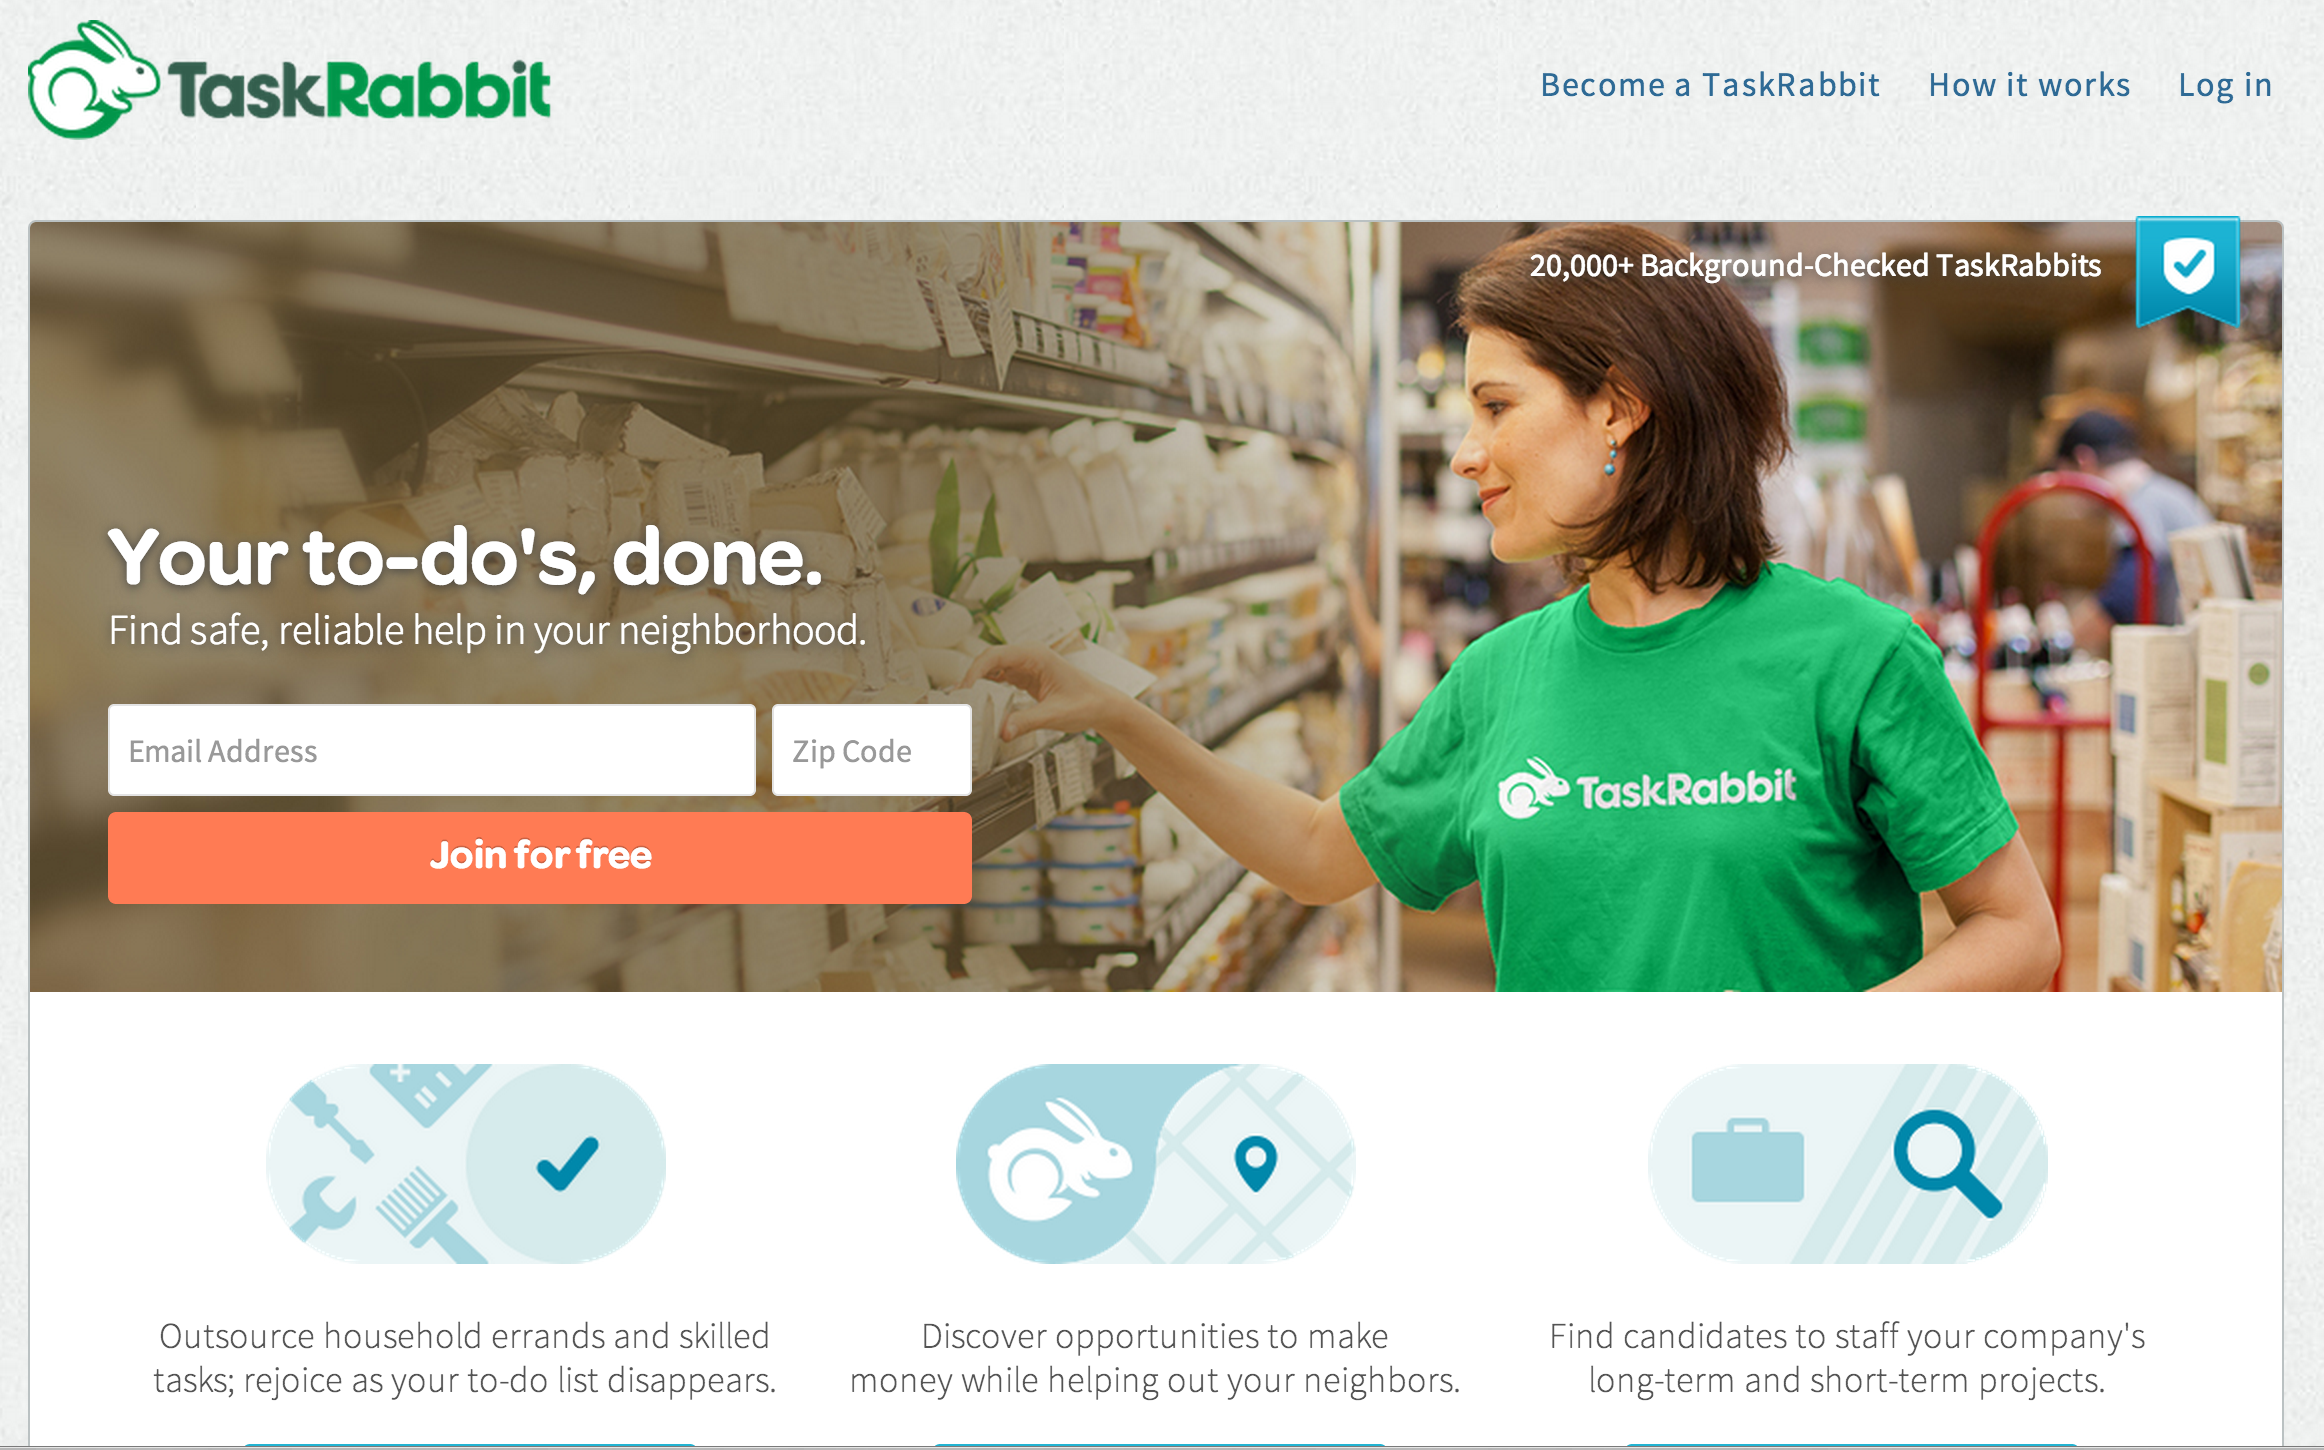 TaskRabbit
Become a TaskRabbit
How it works
Log in
20,000+ Background-Checked TaskRabbits
Your to-do's, done.
Find safe, reliable help in your neighborhood.
Email Address
Zip Code
Join for free
TaskRabbit
Outsource household errands and skilled
tasks; rejoice as your to-do list disappears.
Discover opportunities to make
money while helping out your neighbors.
Find candidates to staff your company's
long-term and short-term projects.